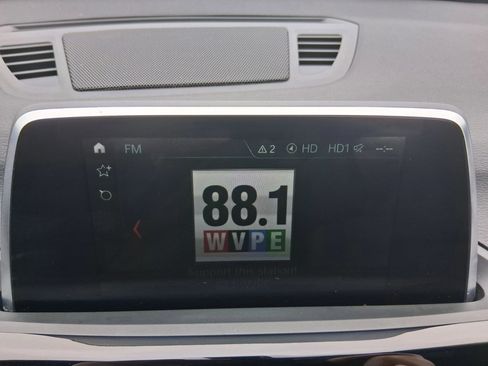 FM 2 HD HD1 --:--
88.1
WVPE
Support this station!